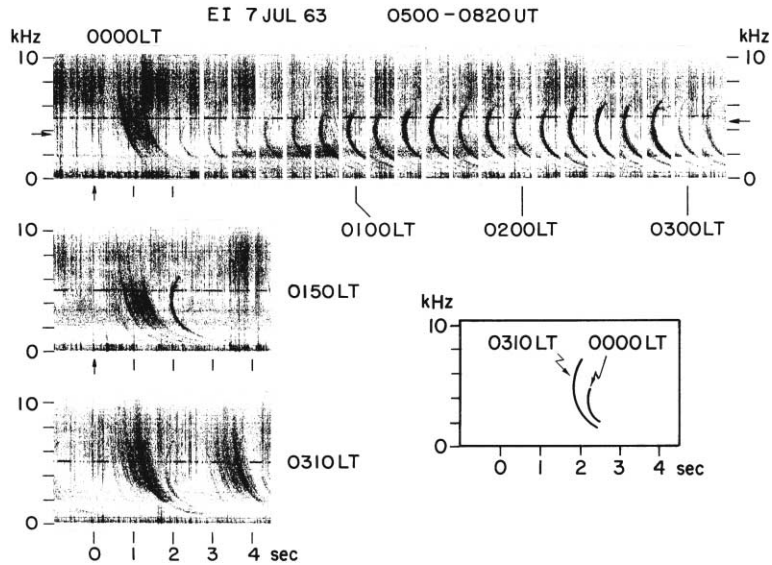 EI 7 JUL 63 0500-0820 UT
kHz 0000LT kHz
10 10
0 0
0100LT 0200LT 0300LT
10
0150LT
0
kHz
10
0310LT 0000LT
0
0 1 2 3 4 sec
10
0310LT
0
0 1 2 3 4 sec